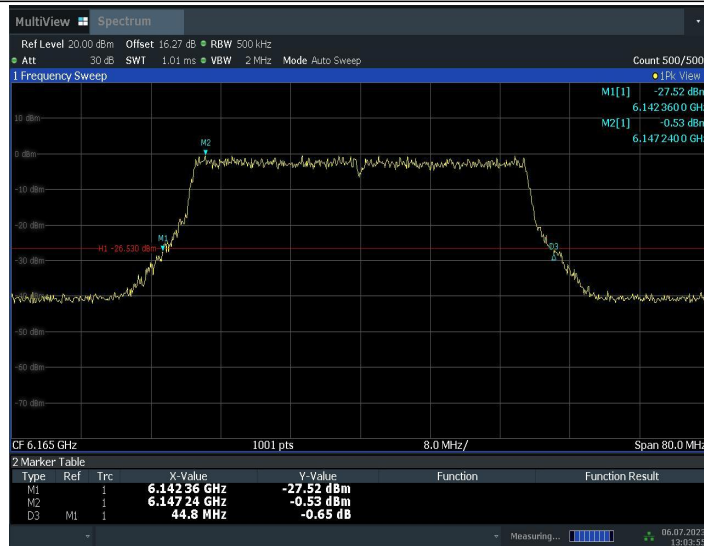 MultiView Spectrum
Ref Level 20.00 dBm Offset 16.27 dB RBW 500 kHz
Att 30 dB SWT 1.01 ms VBW 2 MHz Mode Auto Sweep Count 500/500
1 Frequency Sweep 1Pk View
M1[1] -27.52 dBm
6.142 360 0 GHz
M2[1] -0.53 dBm
6.147 240 0 GHz
10 dBm
M2
0 dBm
-10 dBm
-20 dBm
M1
H1 -26.530 dBm
D3
-30 dBm
-40 dBm
-50 dBm
-60 dBm
-70 dBm
CF 6.165 GHz 1001 pts 8.0 MHz/ Span 80.0 MHz
2 Marker Table
Type Ref Trc X-Value Y-Value Function Function Result
M1 1 6.142 36 GHz -27.52 dBm
M2 1 6.147 24 GHz -0.53 dBm
D3 M1 1 44.8 MHz -0.65 dB
Measuring... 06.07.2023
13:03:55